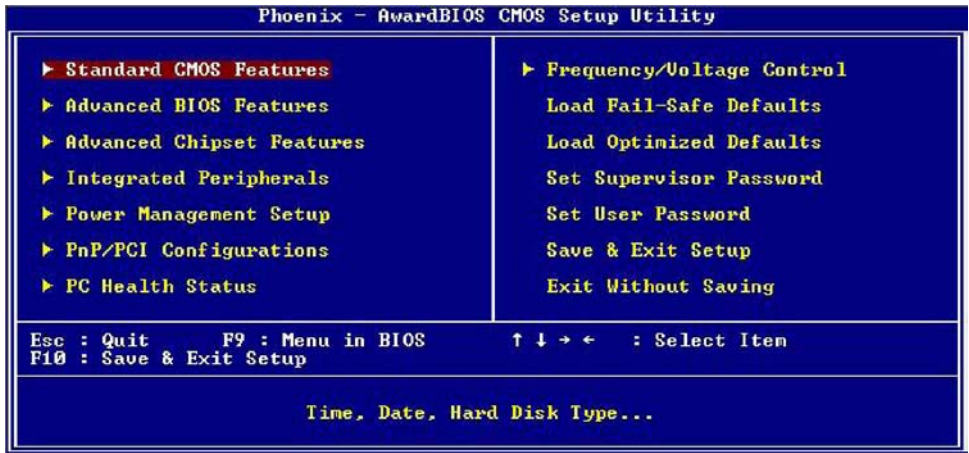 Phoenix - AwardBIOS CMOS Setup Utility
► Standard CMOS Features
► Advanced BIOS Features
► Advanced Chipset Features
► Integrated Peripherals
► Power Management Setup
► PnP/PCI Configurations
► PC Health Status
► Frequency/Voltage Control
Load Fail-Safe Defaults
Load Optimized Defaults
Set Supervisor Password
Set User Password
Save & Exit Setup
Exit Without Saving
Esc : Quit F9 : Menu in BIOS ↑ ↓ → ← : Select Item
F10 : Save & Exit Setup
Time, Date, Hard Disk Type...